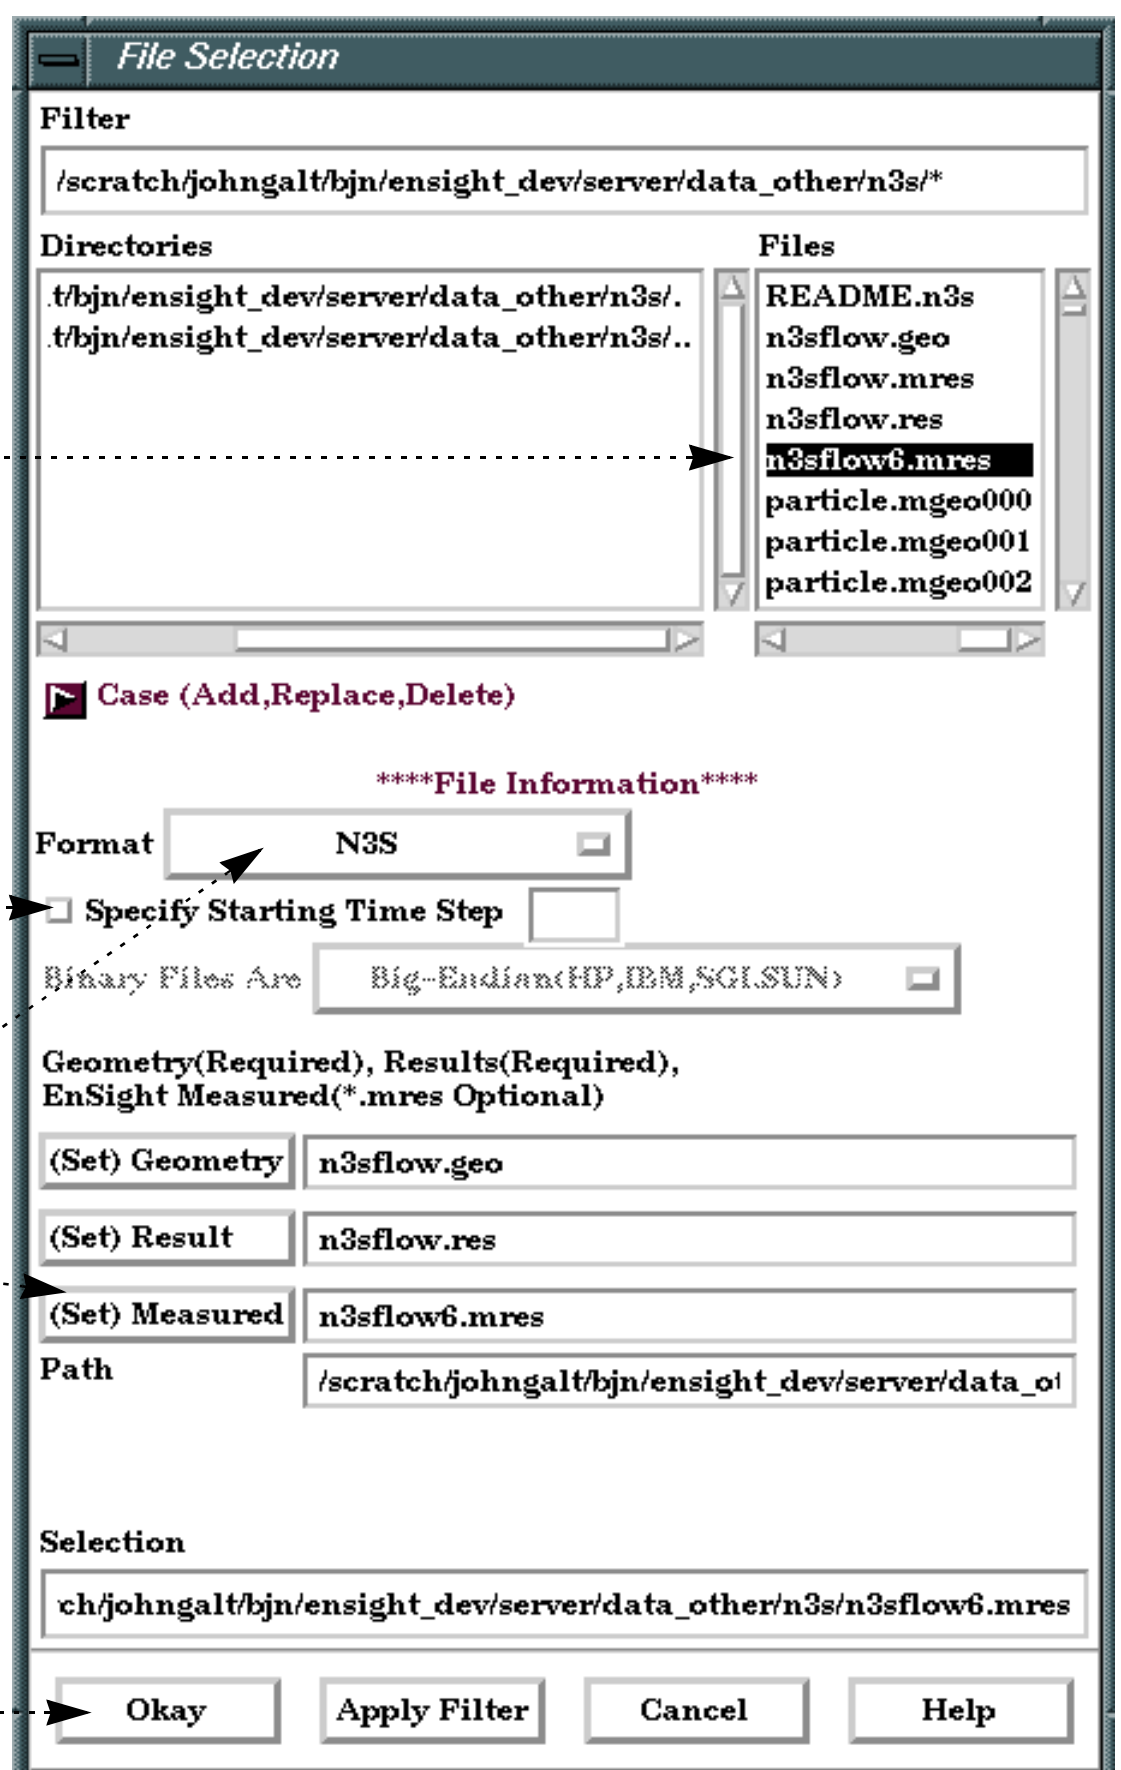 File Selection
Filter
/scratch/johngalt/bjn/ensight_dev/server/data_other/n3s/*
Directories
.t/bjn/ensight_dev/server/data_other/n3s/.
.t/bjn/ensight_dev/server/data_other/n3s/..
Files
README.n3s
n3sflow.geo
n3sflow.mres
n3sflow.res
n3sflow6.mres
particle.mgeo000
particle.mgeo001
particle.mgeo002
Case (Add,Replace,Delete)
****File Information****
Format N3S
Specify Starting Time Step
Binary Files Are Big-Endian(HP,IBM,SGI,SUN)
Geometry(Required), Results(Required),
EnSight Measured(*.mres Optional)
(Set) Geometry n3sflow.geo
(Set) Result n3sflow.res
(Set) Measured n3sflow6.mres
Path /scratch/johngalt/bjn/ensight_dev/server/data_ot
Selection
ch/johngalt/bjn/ensight_dev/server/data_other/n3s/n3sflow6.mres
Okay Apply Filter Cancel Help